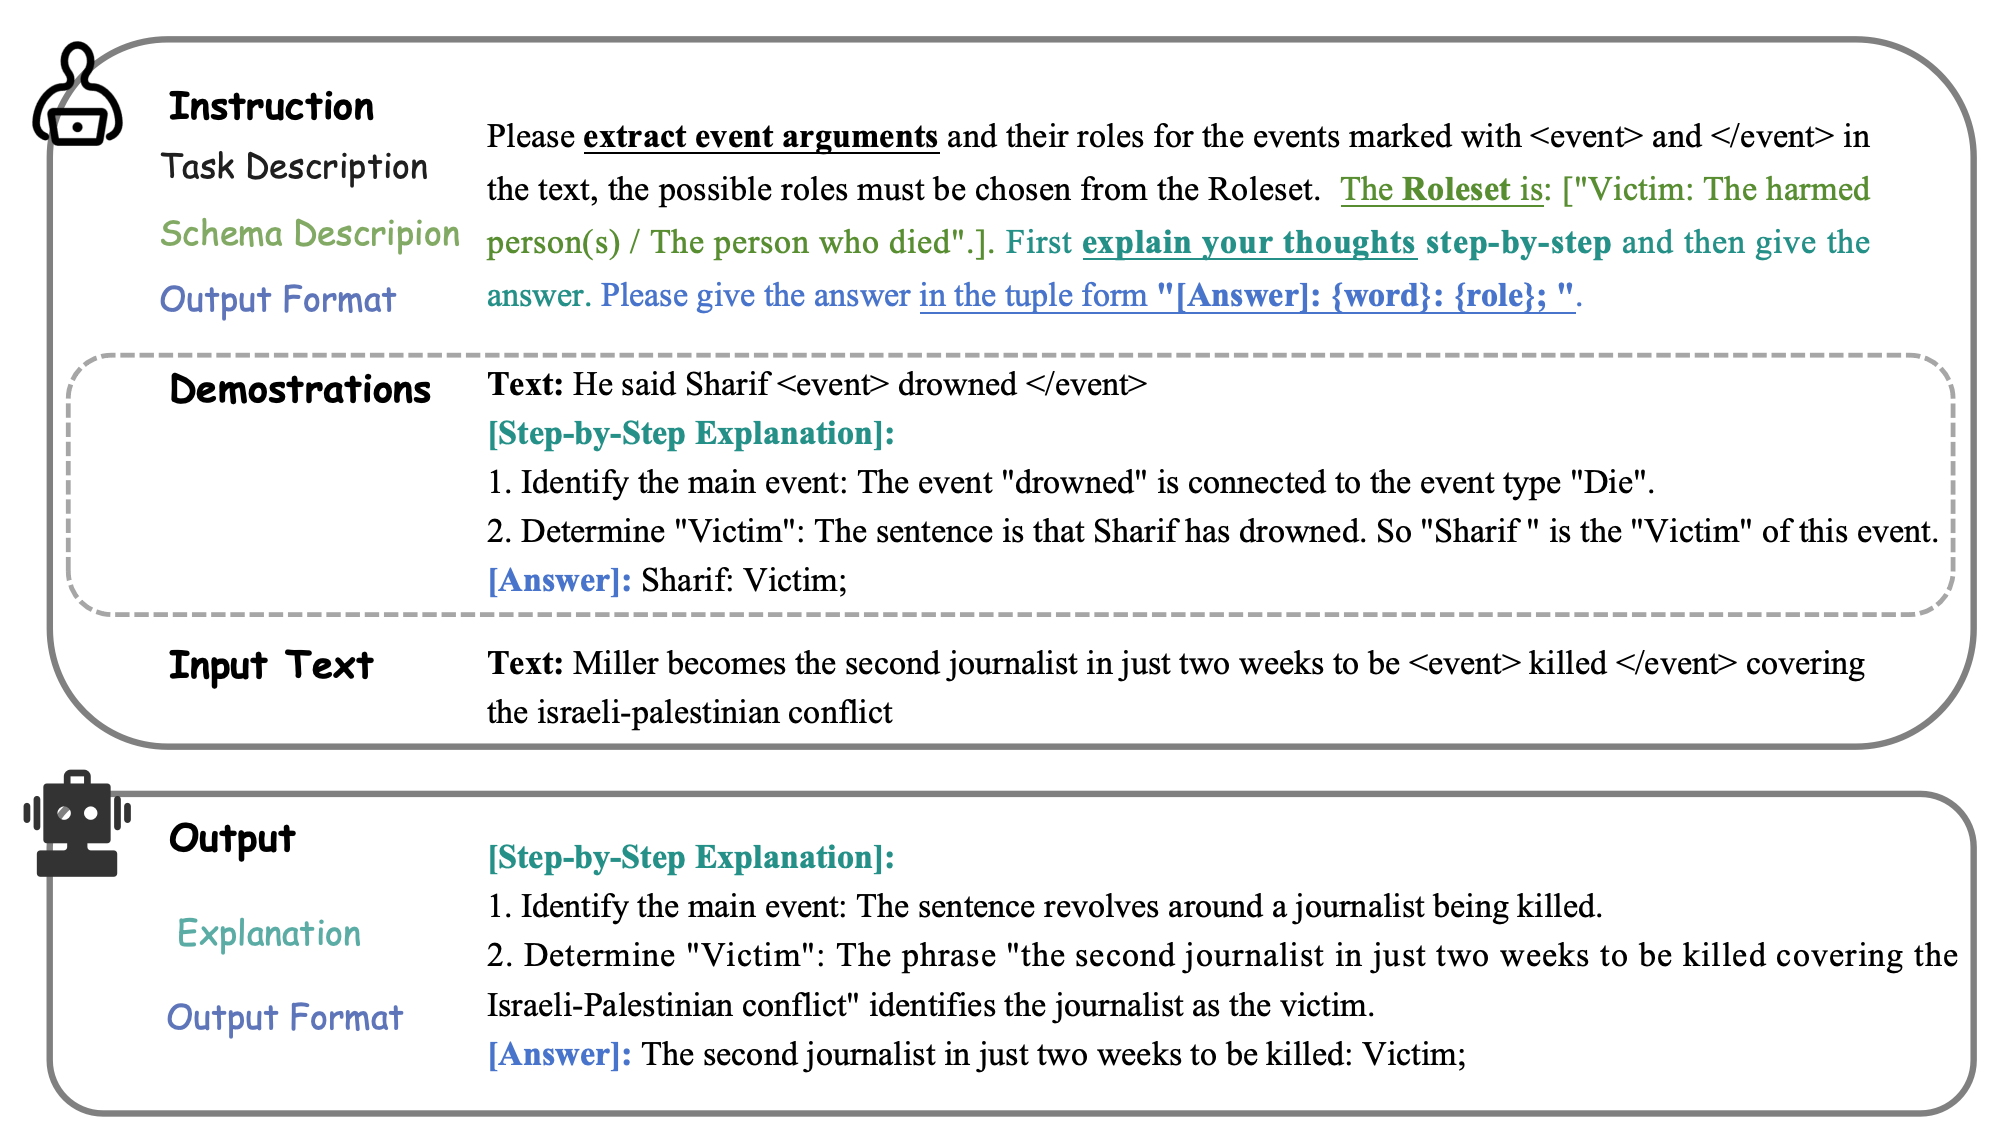 Instruction
Task Description
Schema Descripion
Output Format
Please extract event arguments and their roles for the events marked with <event> and </event> in
the text, the possible roles must be chosen from the Roleset. The Roleset is: ["Victim: The harmed
person(s) / The person who died".]. First explain your thoughts step-by-step and then give the
answer. Please give the answer in the tuple form "[Answer]: {word}: {role}; ".
Demostrations
Text: He said Sharif <event> drowned </event>
[Step-by-Step Explanation]:
1. Identify the main event: The event "drowned" is connected to the event type "Die".
2. Determine "Victim": The sentence is that Sharif has drowned. So "Sharif " is the "Victim" of this event.
[Answer]: Sharif: Victim;
Input Text
Text: Miller becomes the second journalist in just two weeks to be <event> killed </event> covering
the israeli-palestinian conflict
Output
Explanation
Output Format
[Step-by-Step Explanation]:
1. Identify the main event: The sentence revolves around a journalist being killed.
2. Determine "Victim": The phrase "the second journalist in just two weeks to be killed covering the
Israeli-Palestinian conflict" identifies the journalist as the victim.
[Answer]: The second journalist in just two weeks to be killed: Victim;